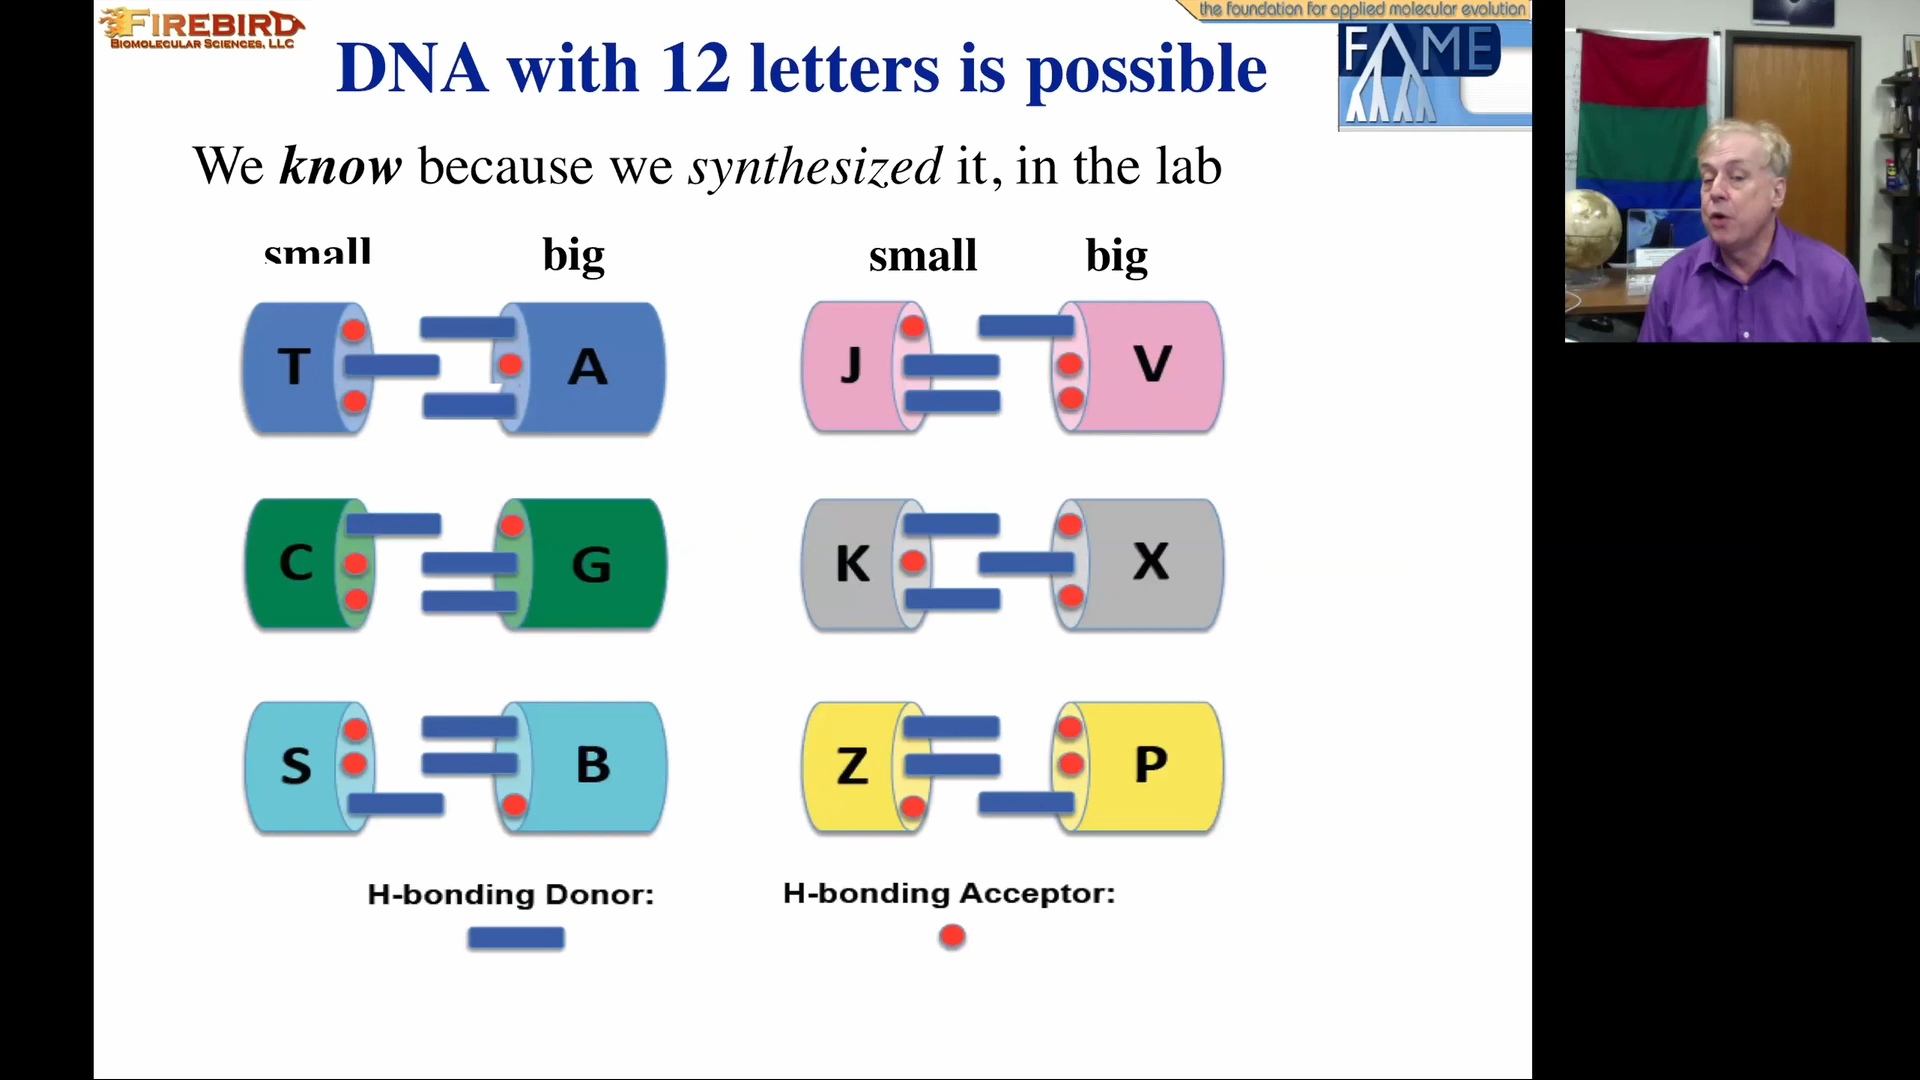 FIREBIRD
BIOMOLECULAR SCIENCES, LLC
the foundation for applied molecular evolution
FAME
DNA with 12 letters is possible
We know because we synthesized it, in the lab
small big small big
T A J V
C G K X
S B Z P
H-bonding Donor: H-bonding Acceptor: